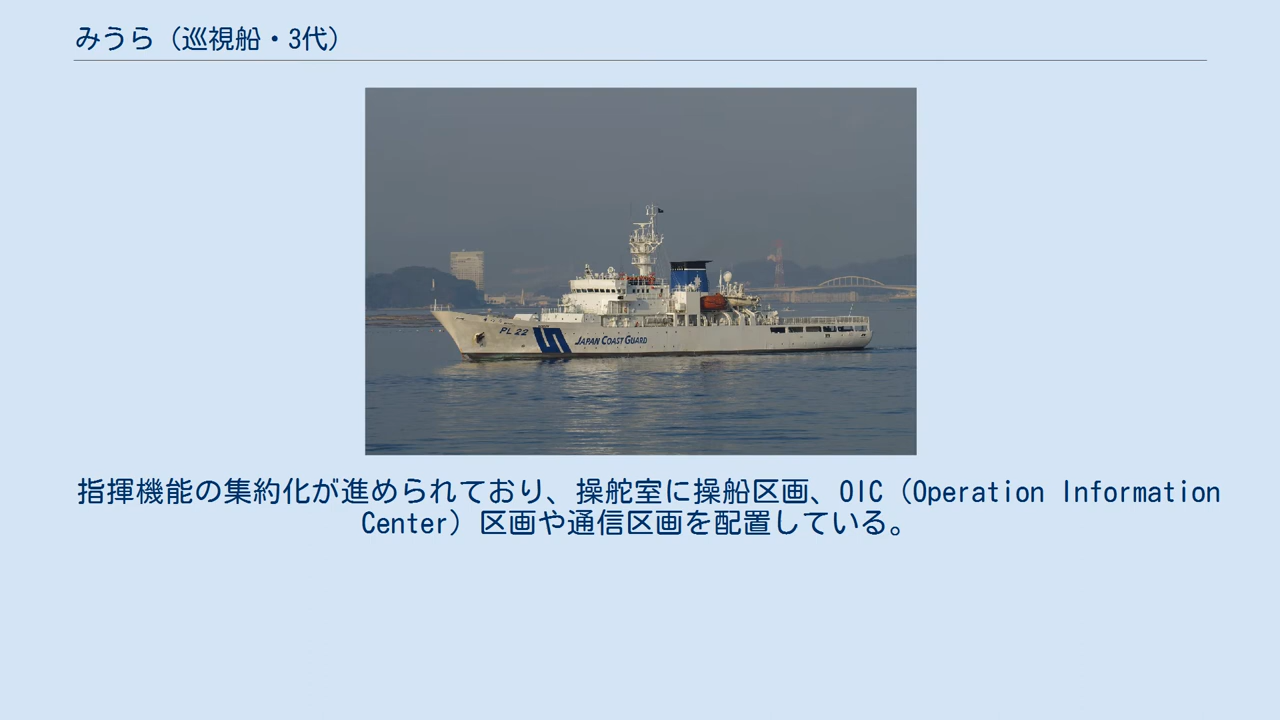 みうら（巡視船・3代）
PL 22
JAPAN COAST GUARD
指揮機能の集約化が進められており、操舵室に操船区画、OIC（Operation Information
Center）区画や通信区画を配置している。